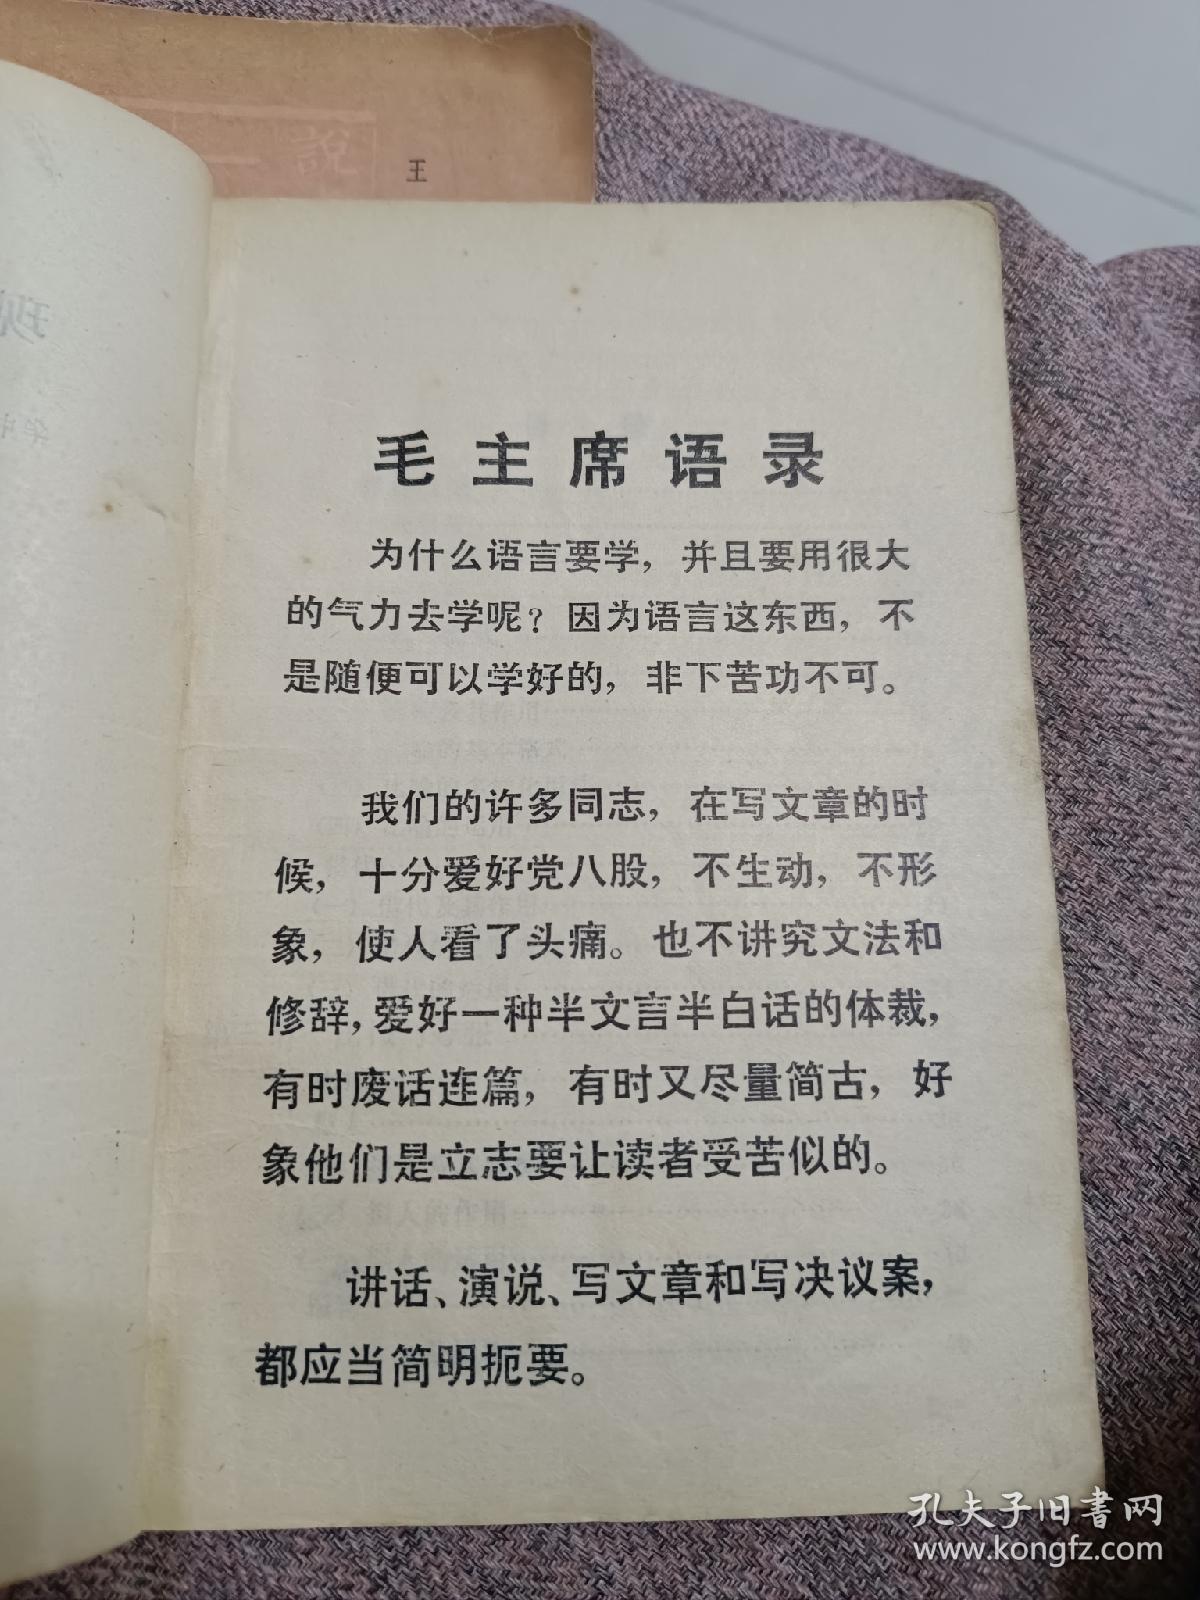 說
王
毛主席语录
为什么语言要学，并且要用很大
的气力去学呢？因为语言这东西，不
是随便可以学好的，非下苦功不可。
我们的许多同志，在写文章的时
候，十分爱好党八股，不生动，不形
象，使人看了头痛。也不讲究文法和
修辞，爱好一种半文言半白话的体裁，
有时废话连篇，有时又尽量简古，好
象他们是立志要让读者受苦似的。
讲话、演说、写文章和写决议案，
都应当简明扼要。
孔夫子旧書网
www.kongfz.com